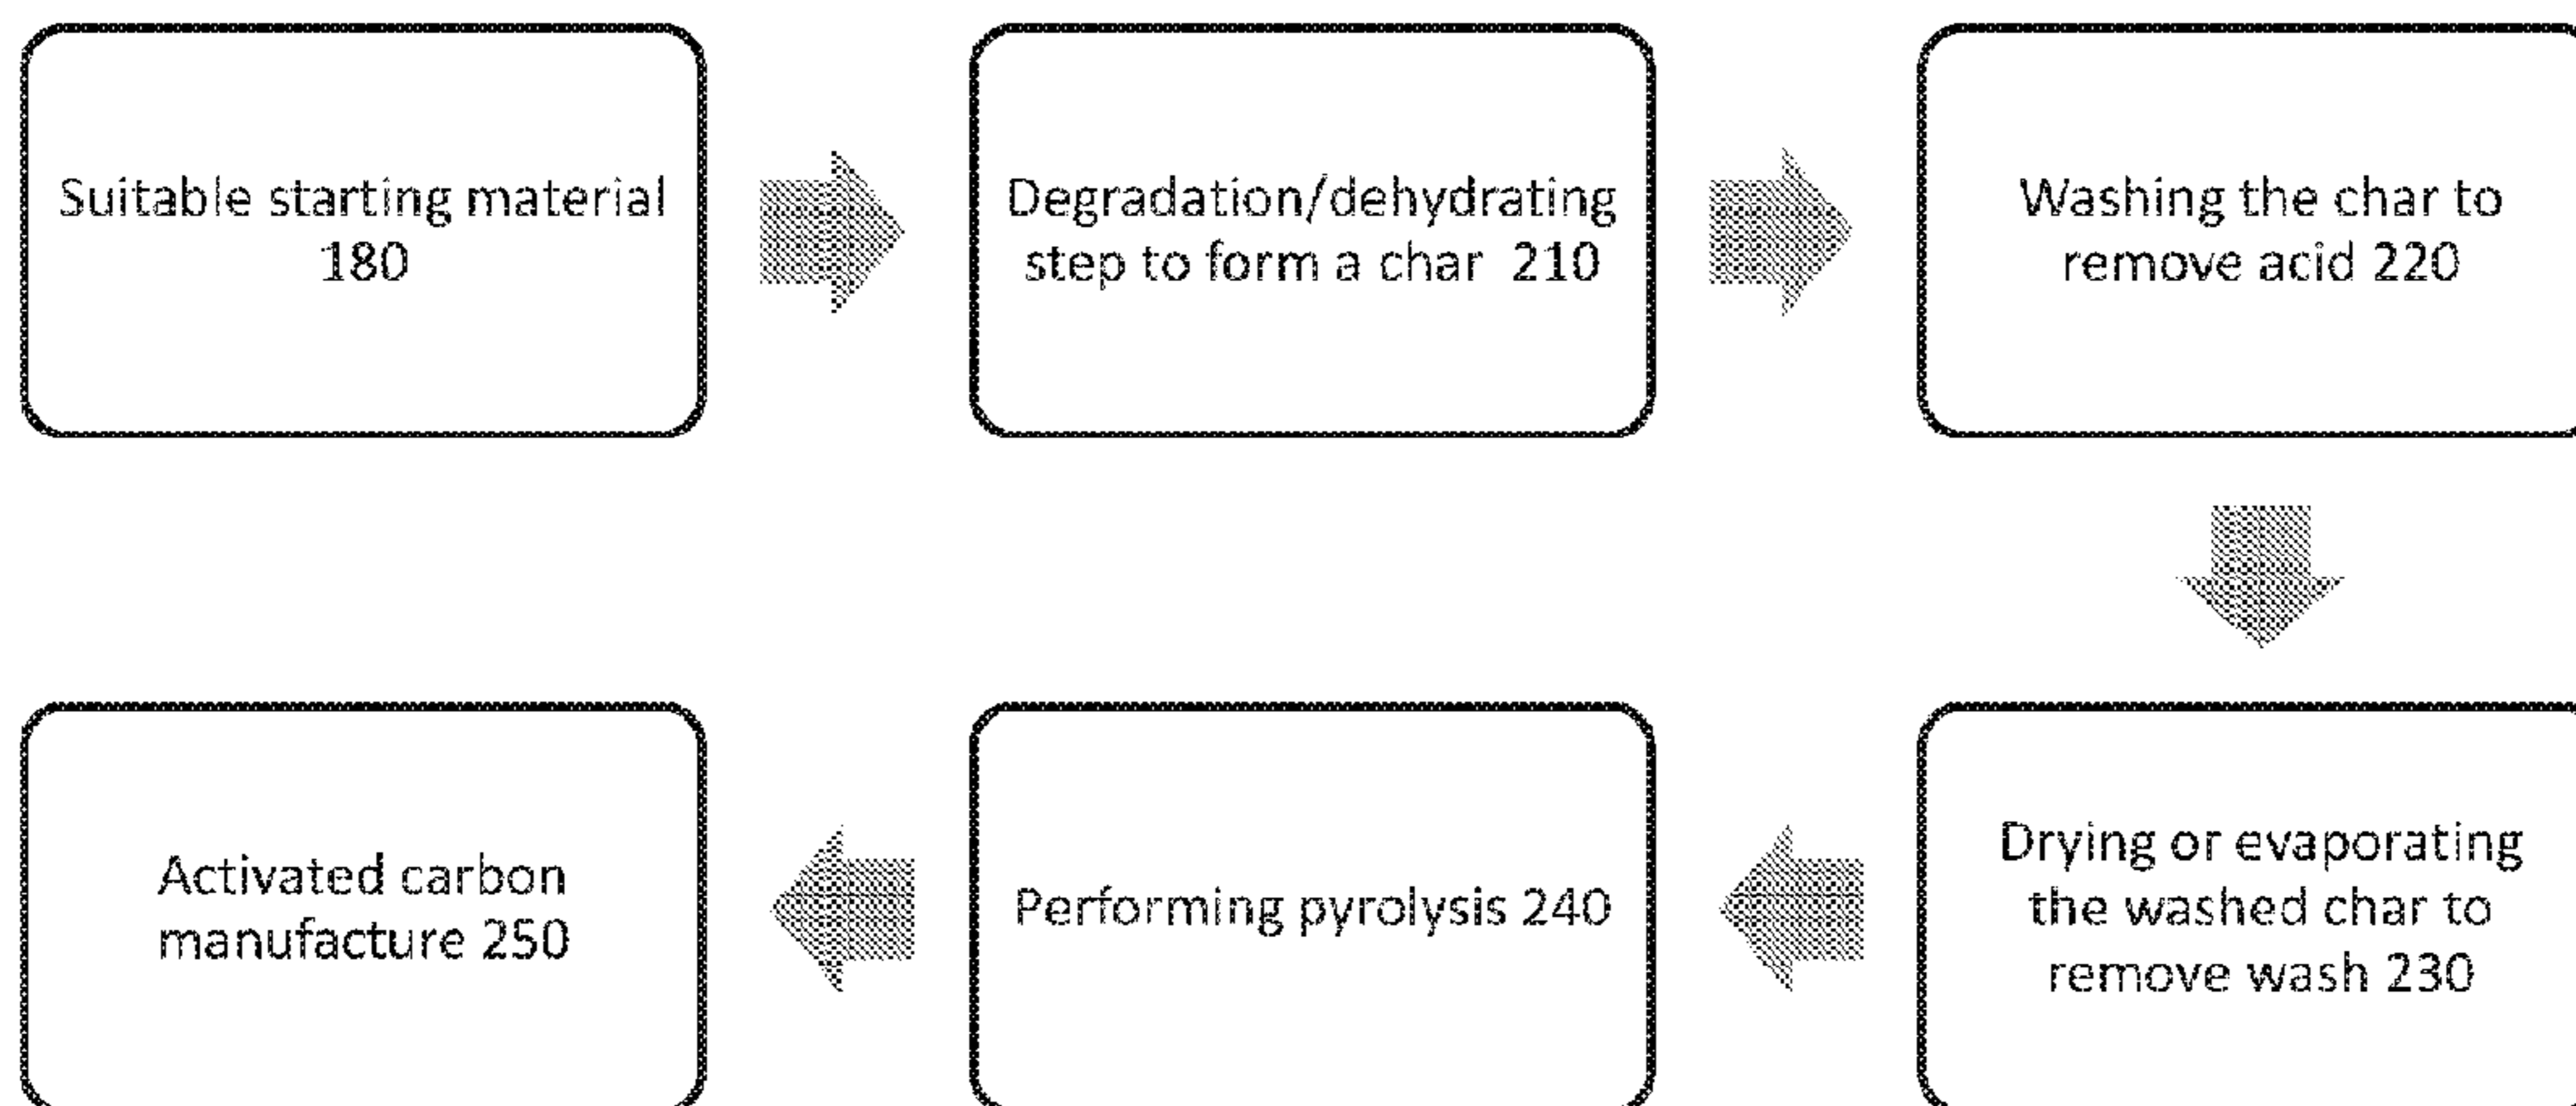 Suitable starting material
180
Degradation/dehydrating
step to form a char 210
Washing the char to
remove acid 220
Drying or evaporating
the washed char to
remove wash 230
Performing pyrolysis 240
Activated carbon
manufacture 250